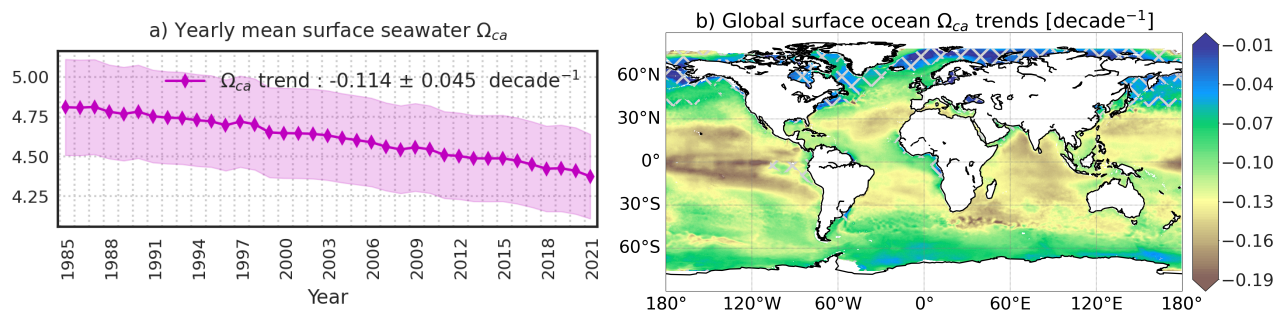 a) Yearly mean surface seawater Ω_ca
Ω_ca trend : -0.114 ± 0.045 decade⁻¹
5.00
4.75
4.50
4.25
1985
1988
1991
1994
1997
2000
2003
2006
2009
2012
2015
2018
2021
Year
b) Global surface ocean Ω_ca trends [decade⁻¹]
60°N
30°N
0°
30°S
60°S
180°
120°W
60°W
0°
60°E
120°E
180°
−0.01
−0.04
−0.07
−0.10
−0.13
−0.16
−0.19